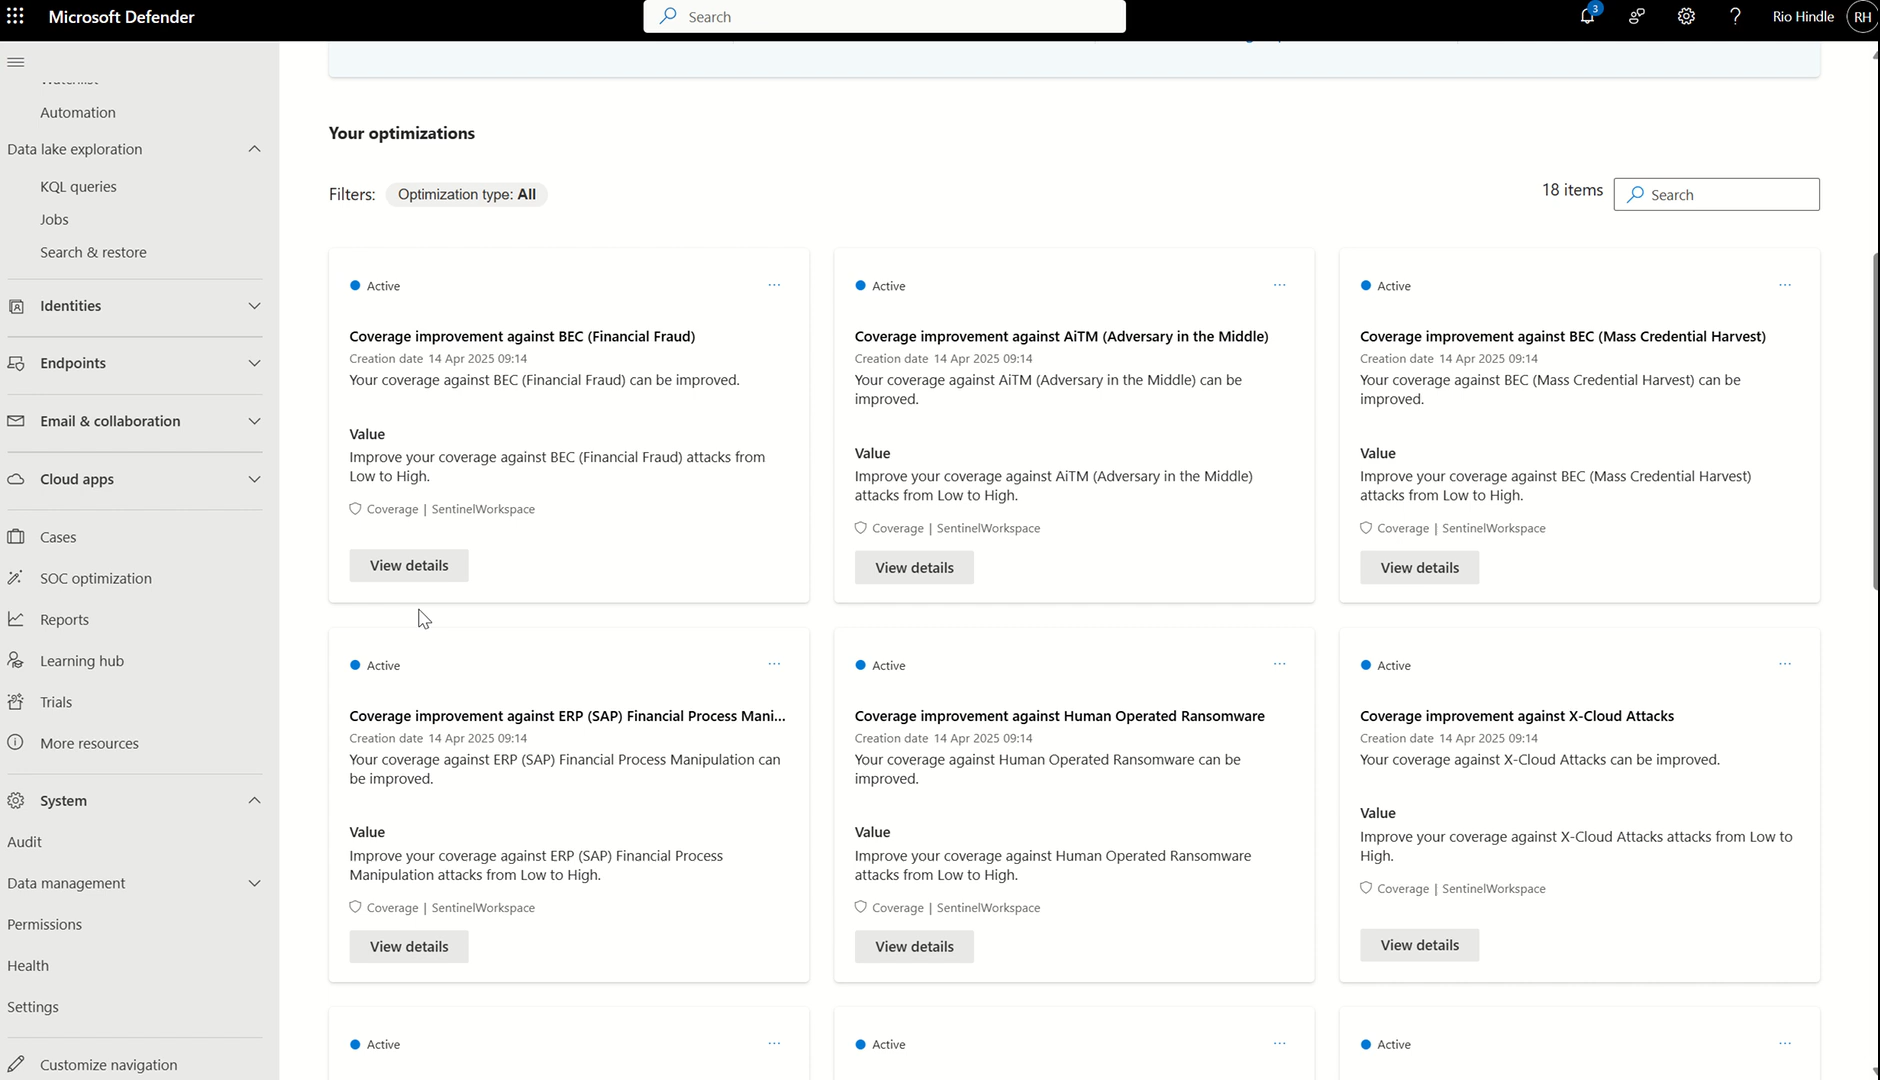 Microsoft Defender
Search
3
Rio Hindle
RH
Automation
Data lake exploration
KQL queries
Jobs
Search & restore
Identities
Endpoints
Email & collaboration
Cloud apps
Cases
SOC optimization
Reports
Learning hub
Trials
More resources
System
Audit
Data management
Permissions
Health
Settings
Customize navigation
Your optimizations
Filters: Optimization type: All
18 items
Search
Active
Coverage improvement against BEC (Financial Fraud)
Creation date 14 Apr 2025 09:14
Your coverage against BEC (Financial Fraud) can be improved.
Value
Improve your coverage against BEC (Financial Fraud) attacks from
Low to High.
Coverage | SentinelWorkspace
View details
Active
Coverage improvement against AiTM (Adversary in the Middle)
Creation date 14 Apr 2025 09:14
Your coverage against AiTM (Adversary in the Middle) can be
improved.
Value
Improve your coverage against AiTM (Adversary in the Middle)
attacks from Low to High.
Coverage | SentinelWorkspace
View details
Active
Coverage improvement against BEC (Mass Credential Harvest)
Creation date 14 Apr 2025 09:14
Your coverage against BEC (Mass Credential Harvest) can be
improved.
Value
Improve your coverage against BEC (Mass Credential Harvest)
attacks from Low to High.
Coverage | SentinelWorkspace
View details
Active
Coverage improvement against ERP (SAP) Financial Process Mani...
Creation date 14 Apr 2025 09:14
Your coverage against ERP (SAP) Financial Process Manipulation can
be improved.
Value
Improve your coverage against ERP (SAP) Financial Process
Manipulation attacks from Low to High.
Coverage | SentinelWorkspace
View details
Active
Coverage improvement against Human Operated Ransomware
Creation date 14 Apr 2025 09:14
Your coverage against Human Operated Ransomware can be
improved.
Value
Improve your coverage against Human Operated Ransomware
attacks from Low to High.
Coverage | SentinelWorkspace
View details
Active
Coverage improvement against X-Cloud Attacks
Creation date 14 Apr 2025 09:14
Your coverage against X-Cloud Attacks can be improved.
Value
Improve your coverage against X-Cloud Attacks attacks from Low to
High.
Coverage | SentinelWorkspace
View details
Active
Active
Active